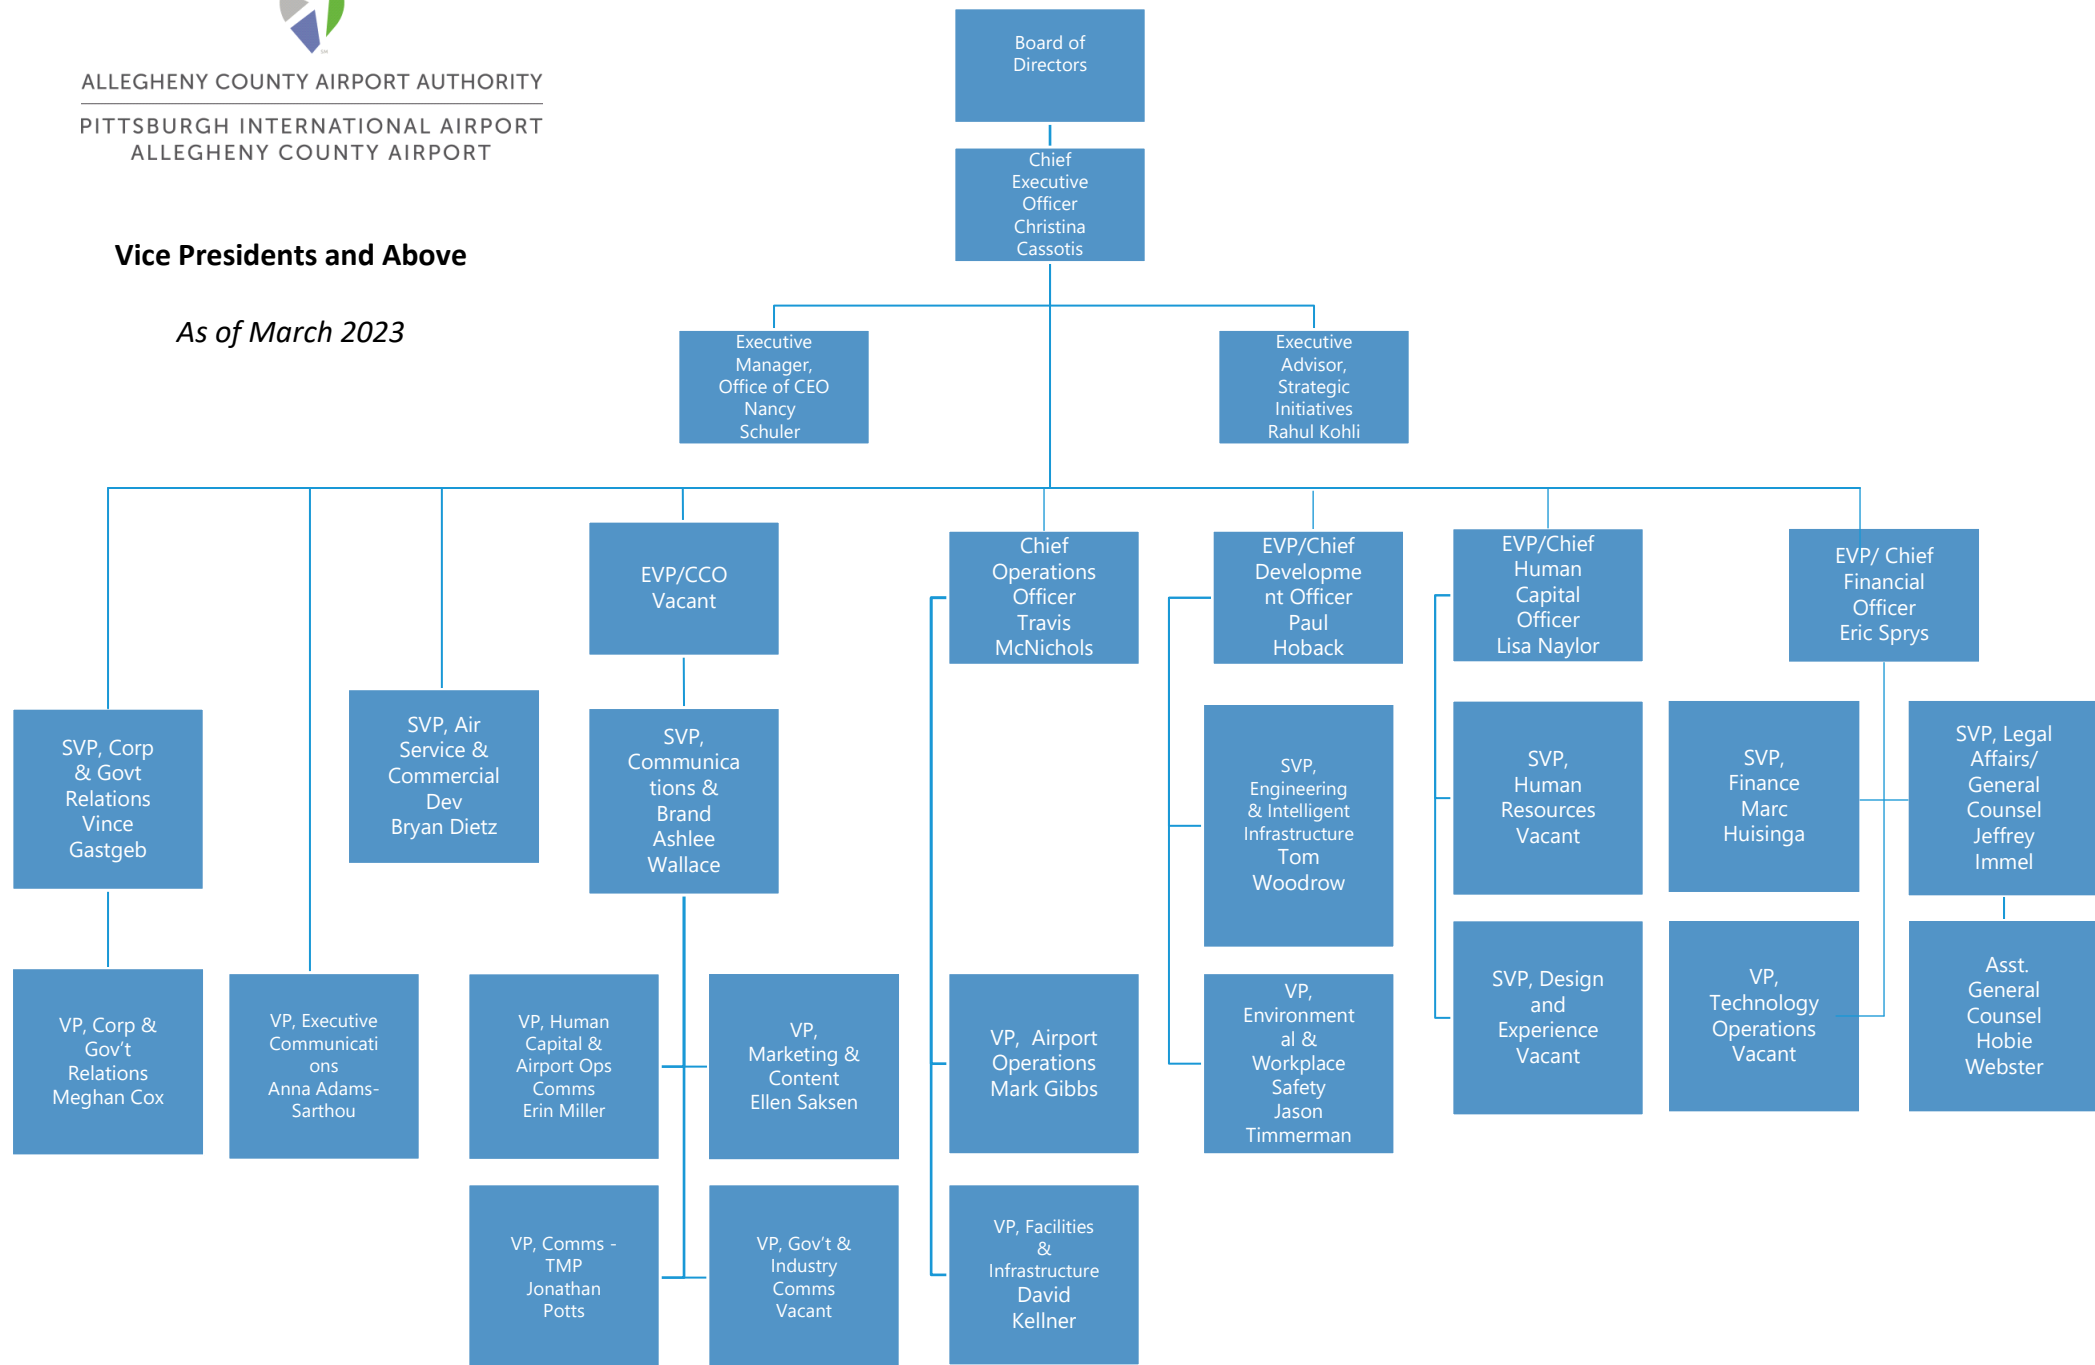 ALLEGHENY COUNTY AIRPORT AUTHORITY
PITTSBURGH INTERNATIONAL AIRPORT
ALLEGHENY COUNTY AIRPORT
Vice Presidents and Above
As of March 2023
Board of
Directors
Chief
Executive
Officer
Christina
Cassotis
Executive
Manager,
Office of CEO
Nancy
Schuler
Executive
Advisor,
Strategic
Initiatives
Rahul Kohli
EVP/CCO
Vacant
Chief
Operations
Officer
Travis
McNichols
EVP/Chief
Developme
nt Officer
Paul
Hoback
EVP/Chief
Human
Capital
Officer
Lisa Naylor
EVP/ Chief
Financial
Officer
Eric Sprys
SVP, Corp
& Govt
Relations
Vince
Gastgeb
SVP, Air
Service &
Commercial
Dev
Bryan Dietz
SVP,
Communica
tions &
Brand
Ashlee
Wallace
SVP,
Engineering
& Intelligent
Infrastructure
Tom
Woodrow
SVP,
Human
Resources
Vacant
SVP,
Finance
Marc
Huisinga
SVP, Legal
Affairs/
General
Counsel
Jeffrey
Immel
VP, Corp &
Gov't
Relations
Meghan Cox
VP, Executive
Communicati
ons
Anna Adams-
Sarthou
VP, Human
Capital &
Airport Ops
Comms
Erin Miller
VP,
Marketing &
Content
Ellen Saksen
VP, Airport
Operations
Mark Gibbs
VP,
Environment
al &
Workplace
Safety
Jason
Timmerman
SVP, Design
and
Experience
Vacant
VP,
Technology
Operations
Vacant
Asst.
General
Counsel
Hobie
Webster
VP, Comms -
TMP
Jonathan
Potts
VP, Gov't &
Industry
Comms
Vacant
VP, Facilities
&
Infrastructure
David
Kellner